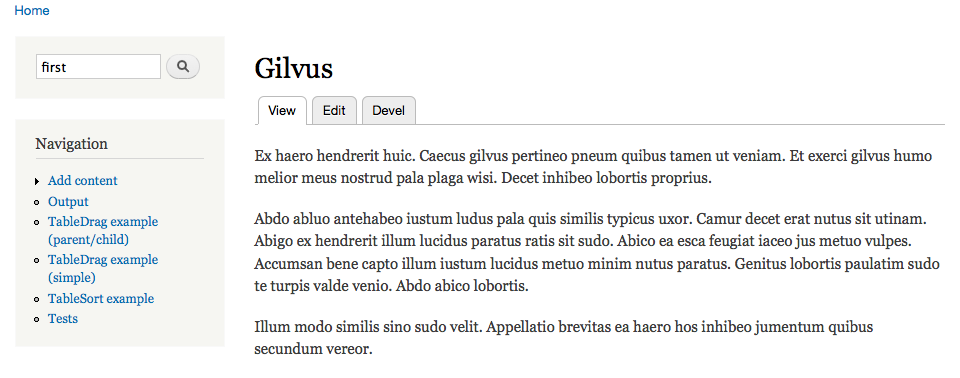 Home
first
Navigation
Add content
Output
TableDrag example
(parent/child)
TableDrag example
(simple)
TableSort example
Tests
Gilvus
View Edit Devel
Ex haero hendrerit huic. Caecus gilvus pertineo pneum quibus tamen ut veniam. Et exerci gilvus humo
melior meus nostrud pala plaga wisi. Decet inhibeo lobortis proprius.
Abdo abluo antehabeo iustum ludus pala quis similis typicus uxor. Camur decet erat nutus sit utinam.
Abigo ex hendrerit illum lucidus paratus ratis sit sudo. Abico ea esca feugiat iaceo jus metuo vulpes.
Accumsan bene capto illum iustum lucidus metuo minim nutus paratus. Genitus lobortis paulatim sudo
te turpis valde venio. Abdo abico lobortis.
Illum modo similis sino sudo velit. Appellatio brevitas ea haero hos inhibeo jumentum quibus
secundum vereor.